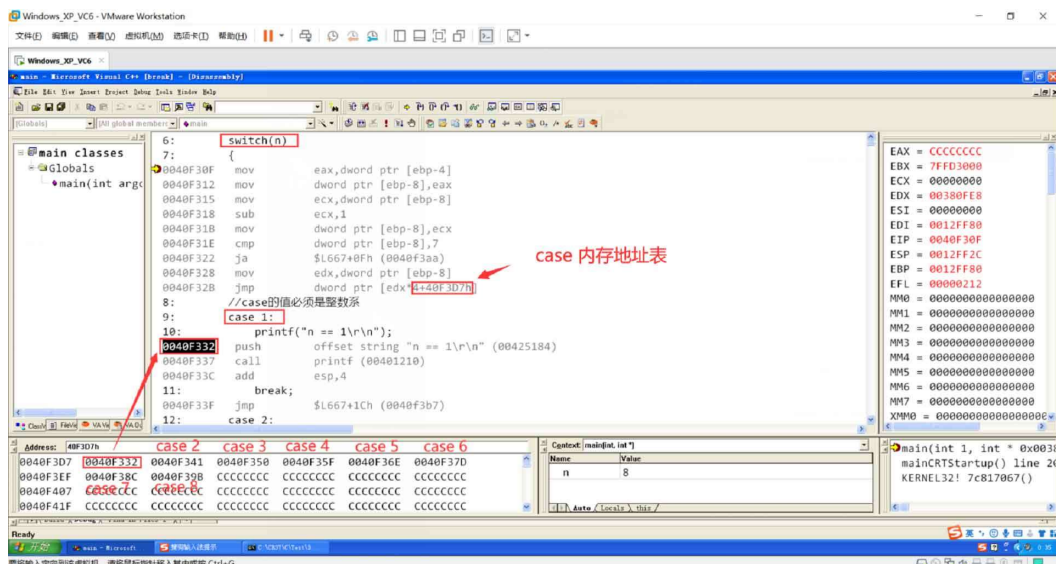 Windows_XP_VC6 - VMware Workstation
文件(F) 编辑(E) 查看(V) 虚拟机(M) 选项卡(T) 帮助(H)
Windows_XP_VC6
main - Microsoft Visual C++ [break] - [Disassembly]
File Edit View Insert Project Debug Tools Window Help
[Globals] [All global members] main
main classes
Globals
main(int argc
6: switch(n)
7: {
0040F30F mov eax,dword ptr [ebp-4]
0040F312 mov dword ptr [ebp-8],eax
0040F315 mov ecx,dword ptr [ebp-8]
0040F318 sub ecx,1
0040F31B mov dword ptr [ebp-8],ecx
0040F31E cmp dword ptr [ebp-8],7
0040F322 ja $L667+0Fh (0040f3aa)
0040F328 mov edx,dword ptr [ebp-8]
0040F32B jmp dword ptr [edx*4+40F3D7h]
case 内存地址表
8: //case的值必须是整数系
9: case 1:
10: printf("n == 1\r\n");
0040F332 push offset string "n == 1\r\n" (00425184)
0040F337 call printf (00401210)
0040F33C add esp,4
11: break;
0040F33F jmp $L667+1Ch (0040f3b7)
12: case 2:
EAX = CCCCCCCC
EBX = 7FFD3000
ECX = 00000000
EDX = 00380FE8
ESI = 00000000
EDI = 0012FF80
EIP = 0040F30F
ESP = 0012FF2C
EBP = 0012FF80
EFL = 00000212
MM0 = 0000000000000000
MM1 = 0000000000000000
MM2 = 0000000000000000
MM3 = 0000000000000000
MM4 = 0000000000000000
MM5 = 0000000000000000
MM6 = 0000000000000000
MM7 = 0000000000000000
Address: 40F3D7h
case 2 case 3 case 4 case 5 case 6
0040F3D7 0040F332 0040F341 0040F350 0040F35F 0040F36E 0040F37D
0040F3EF 0040F38C 0040F39B CCCCCCCC CCCCCCCC CCCCCCCC CCCCCCCC
case 7 case 8
0040F407 CCCCCCCC CCCCCCCC CCCCCCCC CCCCCCCC CCCCCCCC CCCCCCCC
0040F41F CCCCCCCC CCCCCCCC CCCCCCCC CCCCCCCC CCCCCCCC CCCCCCCC
Context: main(int, int *)
Name Value
n 8
Auto Locals this
main(int 1, int * 0x0038
mainCRTStartup() line 20
KERNEL32! 7c817067()
Ready
开始 main - Microsoft